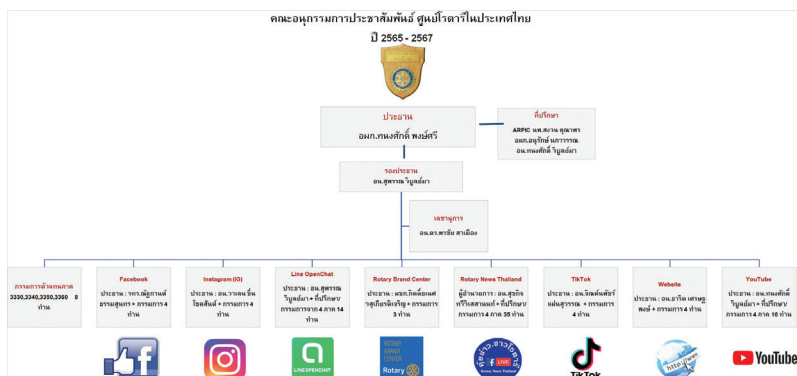 คณะอนุกรรมการประชาสัมพันธ์ ศูนย์โรตารีในประเทศไทย
ปี 2565 - 2567
ประธาน
อผภ.ทนงศักดิ์ พงษ์ศรี
ที่ปรึกษา
ARPIC นพ.สงวน คุณาพร
อผภ.อนุรักษ์ นภาวรรณ
อน.ทนงศักดิ์ วิบูลย์มา
รองประธาน
อน.สุพรรณ วิบูลย์มา
เลขานุการ
อน.ดร.พรชัย สาเมือง
กรรมการตัวแทนภาค
3330,3340,3350,3360 8
ท่าน
Facebook
ประธาน : รทร.ณัฐกานต์
ธรรมสุนทร + กรรมการ 4
ท่าน
Instagram (IG)
ประธาน : อน.วาเลน ชื่น
โชคสันต์ + กรรมการ 4
ท่าน
Line OpenChat
ประธาน : อน.สุพรรณ
วิบูลย์มา + ที่ปรึกษา/
กรรมการจาก 4 ภาค 14
ท่าน
Rotary Brand Center
ประธาน : ผชภ.กิตติ์ธเนศ
วสุเกียรติเจริญ + กรรมการ
3 ท่าน
Rotary News Thailand
ผู้อำนวยการ : อน.สุรกิจ
ทวีวิเสสานนท์ + ที่ปรึกษา/
กรรมการ 4 ภาค 35 ท่าน
TikTok
ประธาน : อน.จิณห์นพัชร์
แผ่นสุวรรณ + กรรมการ
4 ท่าน
Website
ประธาน : อน.ธาริต เศรษฐ
พงษ์ + กรรมการ 4 ท่าน
YouTube
ประธาน : อน.ทนงศักดิ์
วิบูลย์มา + ที่ปรึกษา/
กรรมการ 4 ภาค 10 ท่าน
LINE OPENCHAT
ROTARY
BRAND
CENTER
Rotary
คุยข่าว..ชาวโรตารี
LIVE
Rotary News Thailand
TikTok
http://www
YouTube